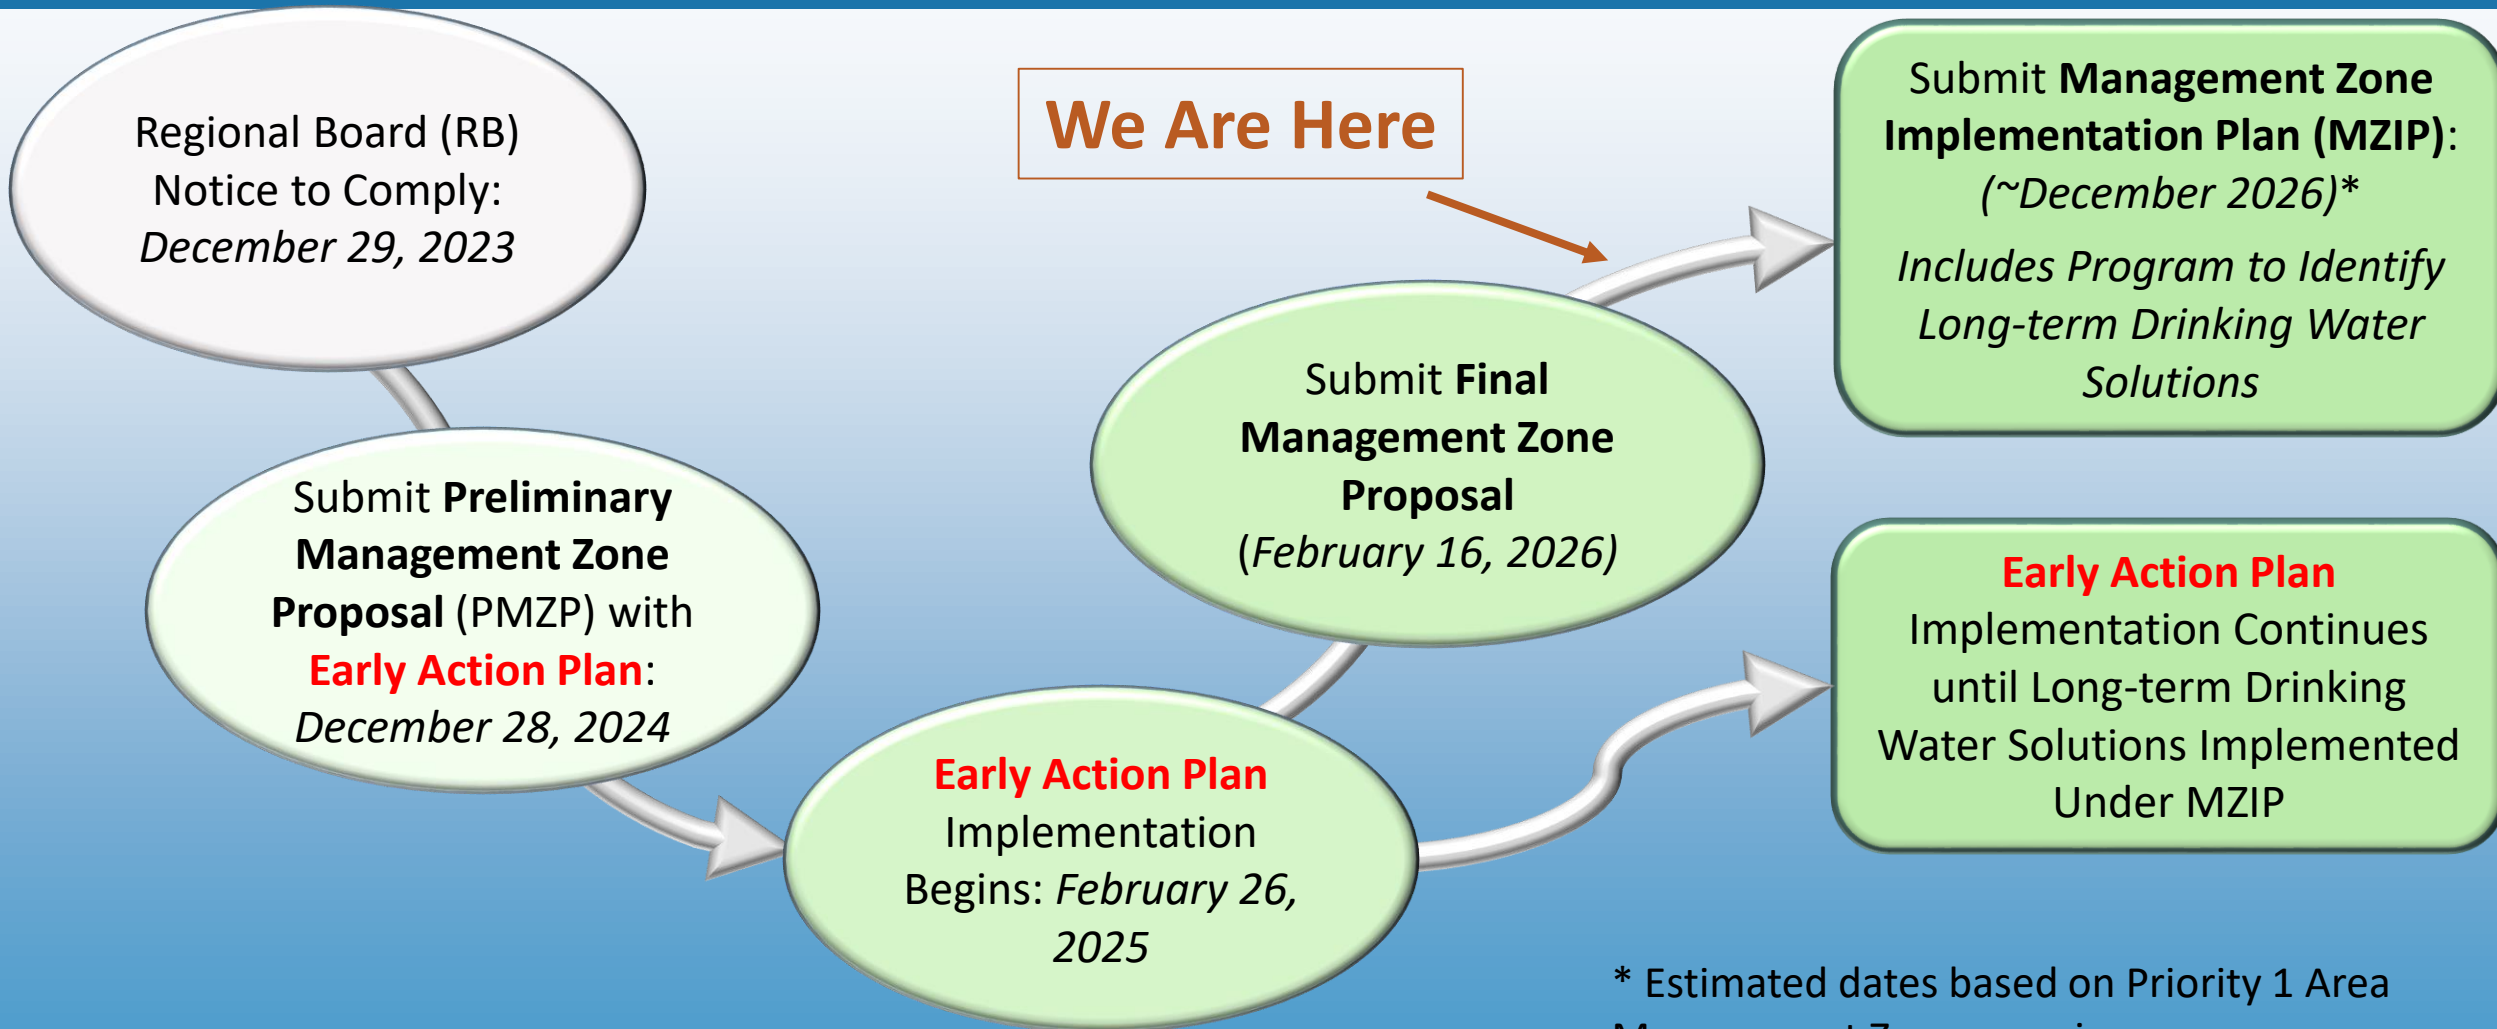 Regional Board (RB)
Notice to Comply:
December 29, 2023
Submit Preliminary
Management Zone
Proposal (PMZP) with
Early Action Plan:
December 28, 2024
Early Action Plan
Implementation
Begins: February 26,
2025
We Are Here
Submit Final
Management Zone
Proposal
(February 16, 2026)
Submit Management Zone
Implementation Plan (MZIP):
(~December 2026)*
Includes Program to Identify
Long-term Drinking Water
Solutions
Early Action Plan
Implementation Continues
until Long-term Drinking
Water Solutions Implemented
Under MZIP
* Estimated dates based on Priority 1 Area